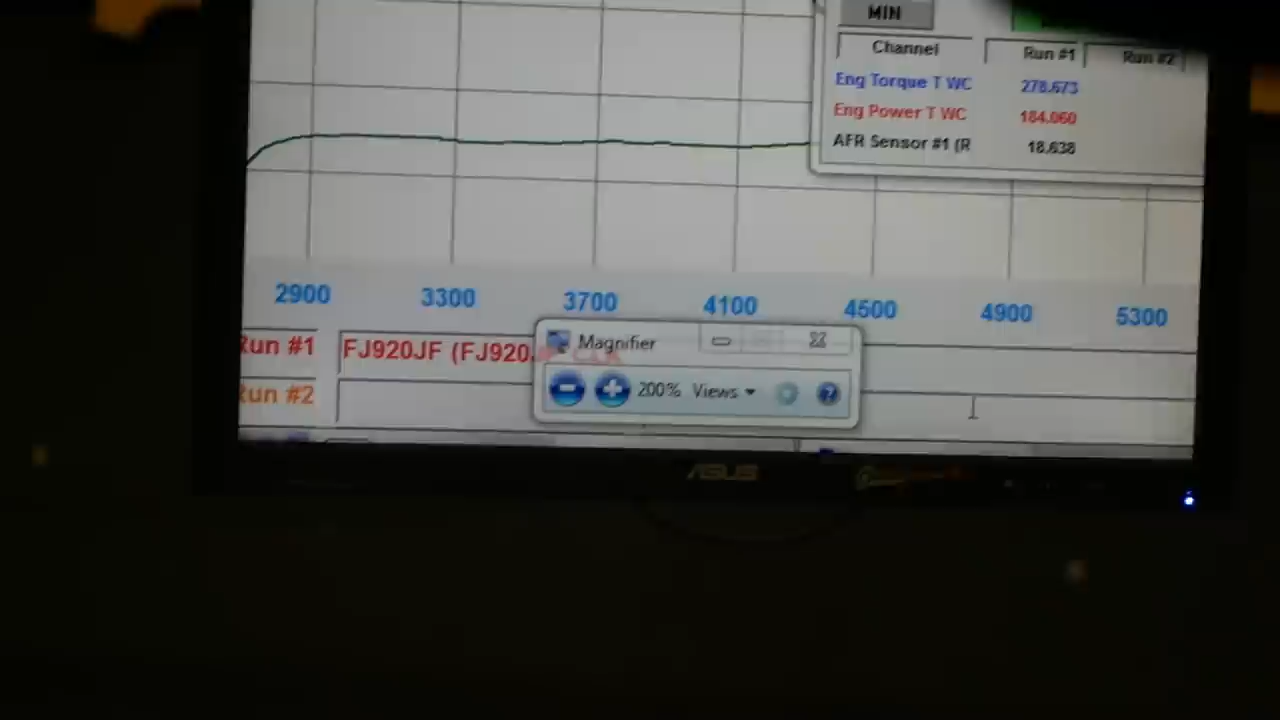 MIN
Channel Run #1 Run #2
Eng Torque T WC 278.673
Eng Power T WC 184.060
AFR Sensor #1 (R 18.638
2900 3300 3700 4100 4500 4900 5300
Run #1 FJ920JF (FJ920
Magnifier
200% Views
Run #2
ASUS